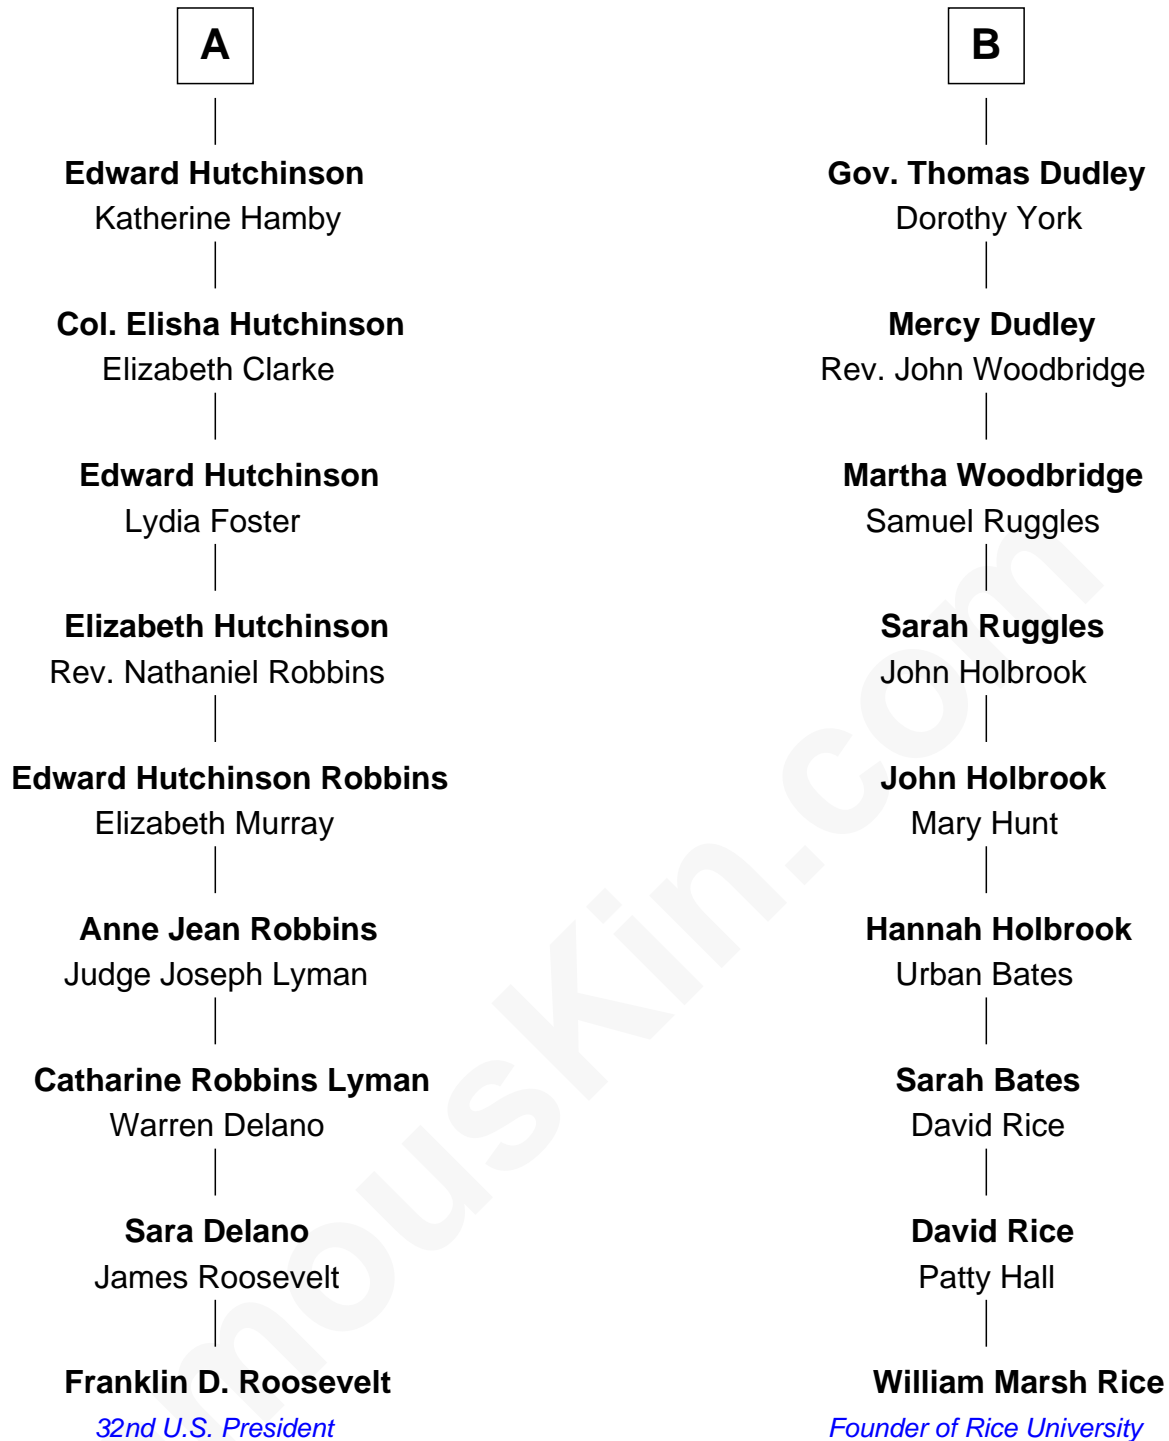 A
Edward Hutchinson
Katherine Hamby
Col. Elisha Hutchinson
Elizabeth Clarke
Edward Hutchinson
Lydia Foster
Elizabeth Hutchinson
Rev. Nathaniel Robbins
Edward Hutchinson Robbins
Elizabeth Murray
Anne Jean Robbins
Judge Joseph Lyman
Catharine Robbins Lyman
Warren Delano
Sara Delano
James Roosevelt
Franklin D. Roosevelt
32nd U.S. President
B
Gov. Thomas Dudley
Dorothy York
Mercy Dudley
Rev. John Woodbridge
Martha Woodbridge
Samuel Ruggles
Sarah Ruggles
John Holbrook
John Holbrook
Mary Hunt
Hannah Holbrook
Urban Bates
Sarah Bates
David Rice
David Rice
Patty Hall
William Marsh Rice
Founder of Rice University
mousKin.com